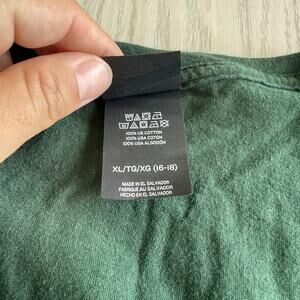 100% US COTTON
100% USA COTON
100% USA ALGODÓN
XL/TG/XG (16-18)
MADE IN EL SALVADOR
FABRIQUÉ AU SALVADOR
HECHO EN EL SALVADOR